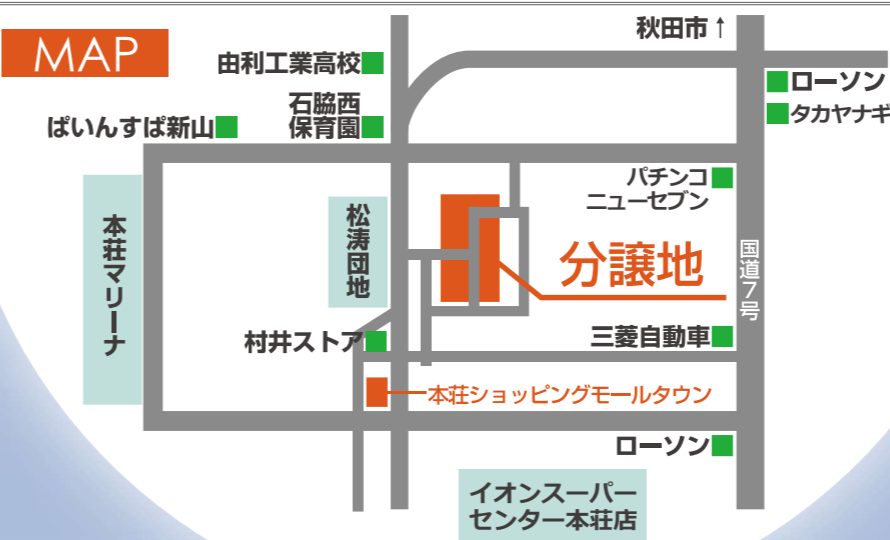 MAP
秋田市↑
由利工業高校
ローソン
石脇西
保育園
タカヤナギ
ぱいんすぱ新山
パチンコ
ニューセブン
本荘マリーナ
松涛団地
分譲地
国道7号
村井ストア
三菱自動車
本荘ショッピングモールタウン
ローソン
イオンスーパー
センター本荘店